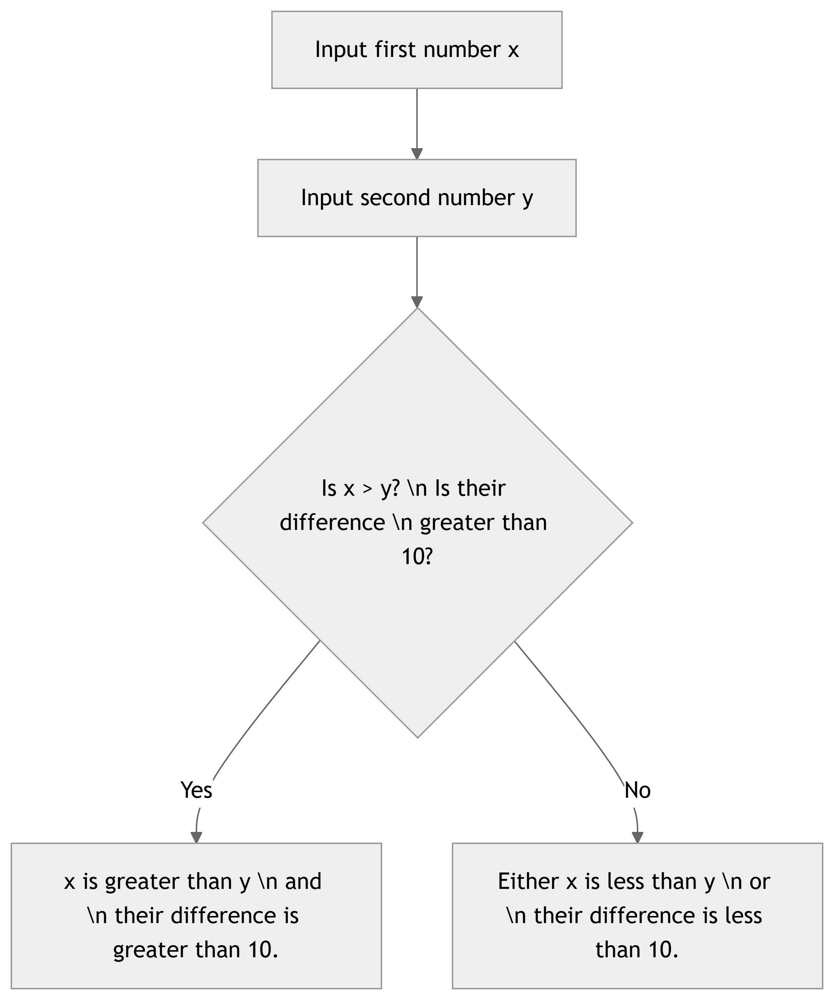 Input first number x
Input second number y
Is x > y? \n Is their
difference \n greater than
10?
Yes
No
x is greater than y \n and
\n their difference is
greater than 10.
Either x is less than y \n or
\n their difference is less
than 10.